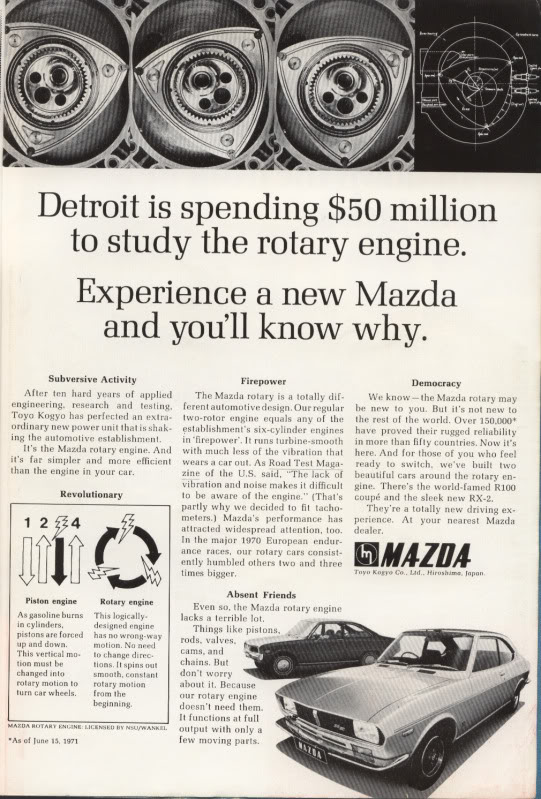 Detroit is spending $50 million
to study the rotary engine.
Experience a new Mazda
and you'll know why.
Subversive Activity
After ten hard years of applied
engineering, research and testing,
Toyo Kogyo has perfected an extra-
ordinary new power unit that is shak-
ing the automotive establishment.
It's the Mazda rotary engine. And
it's far simpler and more efficient
than the engine in your car.
Revolutionary
1 2 4
Piston engine
As gasoline burns
in cylinders,
pistons are forced
up and down.
This vertical mo-
tion must be
changed into
rotary motion to
turn car wheels.
Rotary engine
This logically-
designed engine
has no wrong-way
motion. No need
to change direc-
tions. It spins out
smooth, constant
rotary motion
from the
beginning.
MAZDA ROTARY ENGINE: LICENSED BY NSU/WANKEL
*As of June 15, 1971
Firepower
The Mazda rotary is a totally dif-
ferent automotive design. Our regular
two-rotor engine equals any of the
establishment's six-cylinder engines
in 'firepower'. It runs turbine-smooth
with much less of the vibration that
wears a car out. As Road Test Maga-
zine of the U.S. said, "The lack of
vibration and noise makes it difficult
to be aware of the engine." (That's
partly why we decided to fit tacho-
meters.) Mazda's performance has
attracted widespread attention, too.
In the major 1970 European endur-
ance races, our rotary cars consist-
ently humbled others two and three
times bigger.
Absent Friends
Even so, the Mazda rotary engine
lacks a terrible lot.
Things like pistons,
rods, valves,
cams, and
chains. But
don't worry
about it. Because
our rotary engine
doesn't need them.
It functions at full
output with only a
few moving parts.
Democracy
We know—the Mazda rotary may
be new to you. But it's not new to
the rest of the world. Over 150,000*
have proved their rugged reliability
in more than fifty countries. Now it's
here. And for those of you who feel
ready to switch, we've built two
beautiful cars around the rotary en-
gine. There's the world-famed R100
coupé and the sleek new RX-2.
They're a totally new driving ex-
perience. At your nearest Mazda
dealer.
MAZDA
Toyo Kogyo Co., Ltd., Hiroshima, Japan.
MAZDA